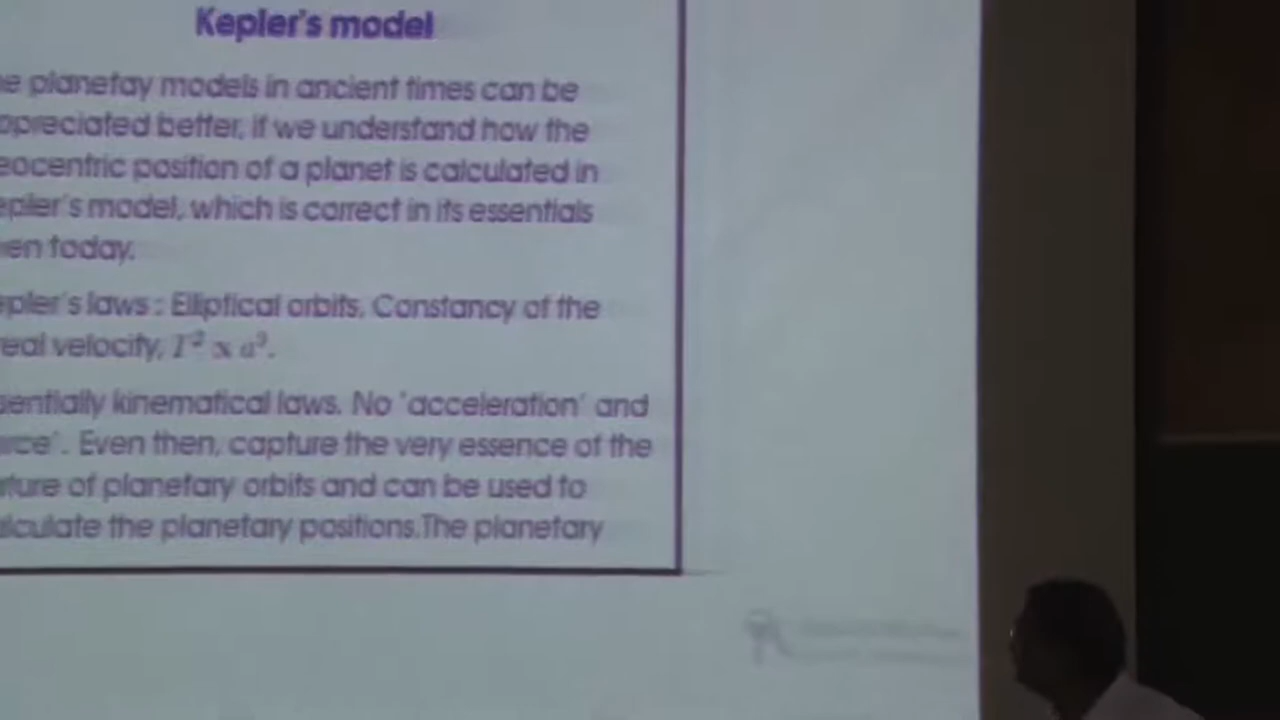 Kepler's model
e planetay models in ancient times can be
preciated better, if we understand how the
eocentric position of a planet is calculated in
epler's model, which is correct in its essentials
en today.
epler's laws : Elliptical orbits, Constancy of the
real velocity, T² ∝ a³.
sentially kinematical laws. No 'acceleration' and
rce'. Even then, capture the very essence of the
ture of planetary orbits and can be used to
lculate the planetary positions.The planetary